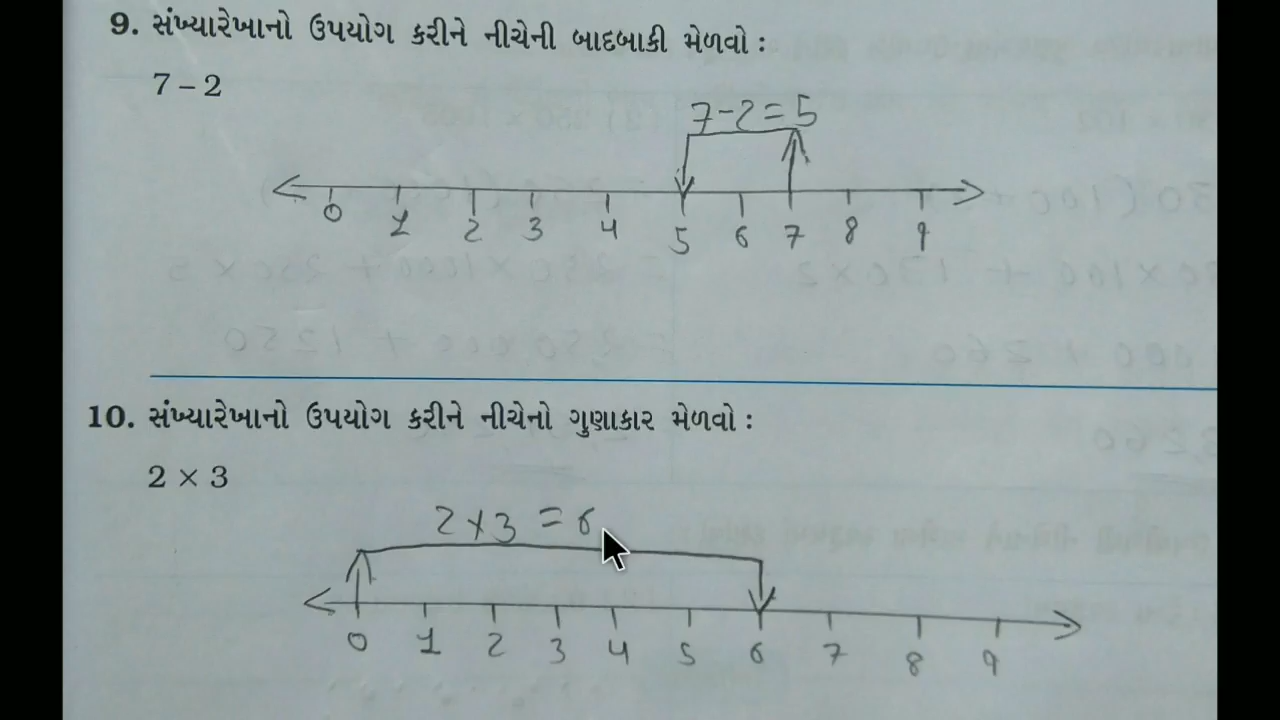 9. સંખ્યારેખાનો ઉપયોગ કરીને નીચેની બાદબાકી મેળવો :
7 – 2
7-2=5
0 1 2 3 4 5 6 7 8 9
10. સંખ્યારેખાનો ઉપયોગ કરીને નીચેનો ગુણાકાર મેળવો :
2 × 3
2×3 = 6
0 1 2 3 4 5 6 7 8 9